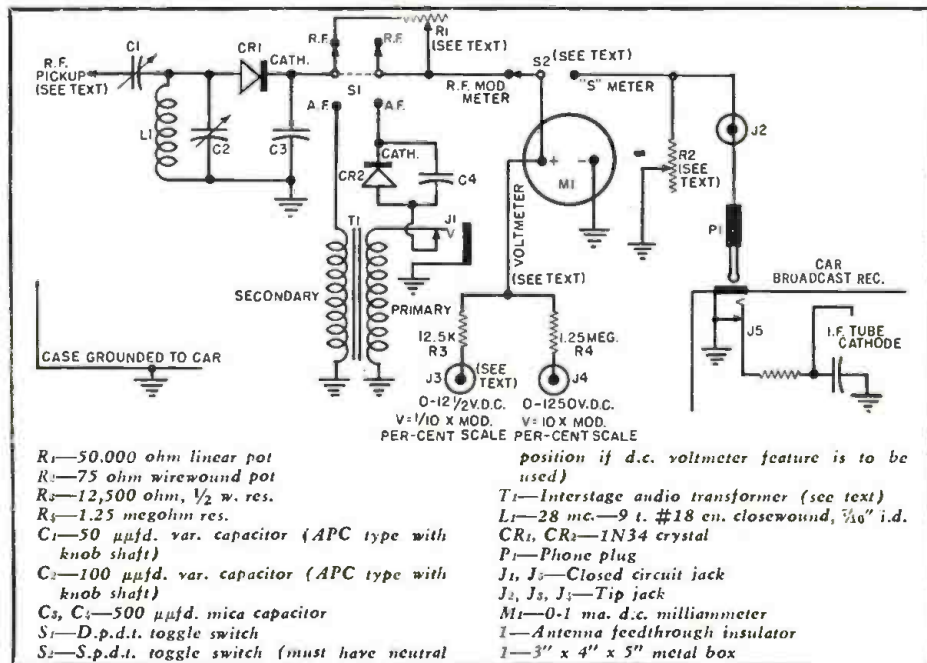 C1
CR1
CATH.
R.F.
PICKUP
(SEE TEXT)
L1
C2
C3
R.F.
R.F.
R1
(SEE TEXT)
S1
A.F.
A.F.
CATH.
CR2
C4
R.F. MOD.
METER
S2 (SEE TEXT)
"S" METER
J2
+ -
M1
R2
(SEE
TEXT)
P1
T1
J1
SECONDARY
PRIMARY
VOLTMETER
(SEE TEXT)
CAR
BROADCAST REC.
J5
I.F. TUBE
CATHODE
CASE GROUNDED TO CAR
12.5K
R3
1.25 MEG.
R4
J3
(SEE
TEXT)
J4
0-12 1/2 V.D.C.
V=1/10 X MOD.
PER-CENT SCALE
0-1250V.D.C.
V=10 X MOD.
PER-CENT SCALE
R1—50,000 ohm linear pot
R2—75 ohm wirewound pot
R3—12,500 ohm, 1/2 w. res.
R4—1.25 megohm res.
C1—50 μμfd. var. capacitor (APC type with
knob shaft)
C2—100 μμfd. var. capacitor (APC type with
knob shaft)
C3, C4—500 μμfd. mica capacitor
S1—D.p.d.t. toggle switch
S2—S.p.d.t. toggle switch (must have neutral
position if d.c. voltmeter feature is to be
used)
T1—Interstage audio transformer (see text)
L1—28 mc.—9 t. #18 en. closewound, i.d.
CR1, CR2—1N34 crystal
P1—Phone plug
J1, J5—Closed circuit jack
J2, J3, J4—Tip jack
M1—0-1 ma. d.c. milliammeter
1—Antenna feedthrough insulator
1—3" x 4" x 5" metal box